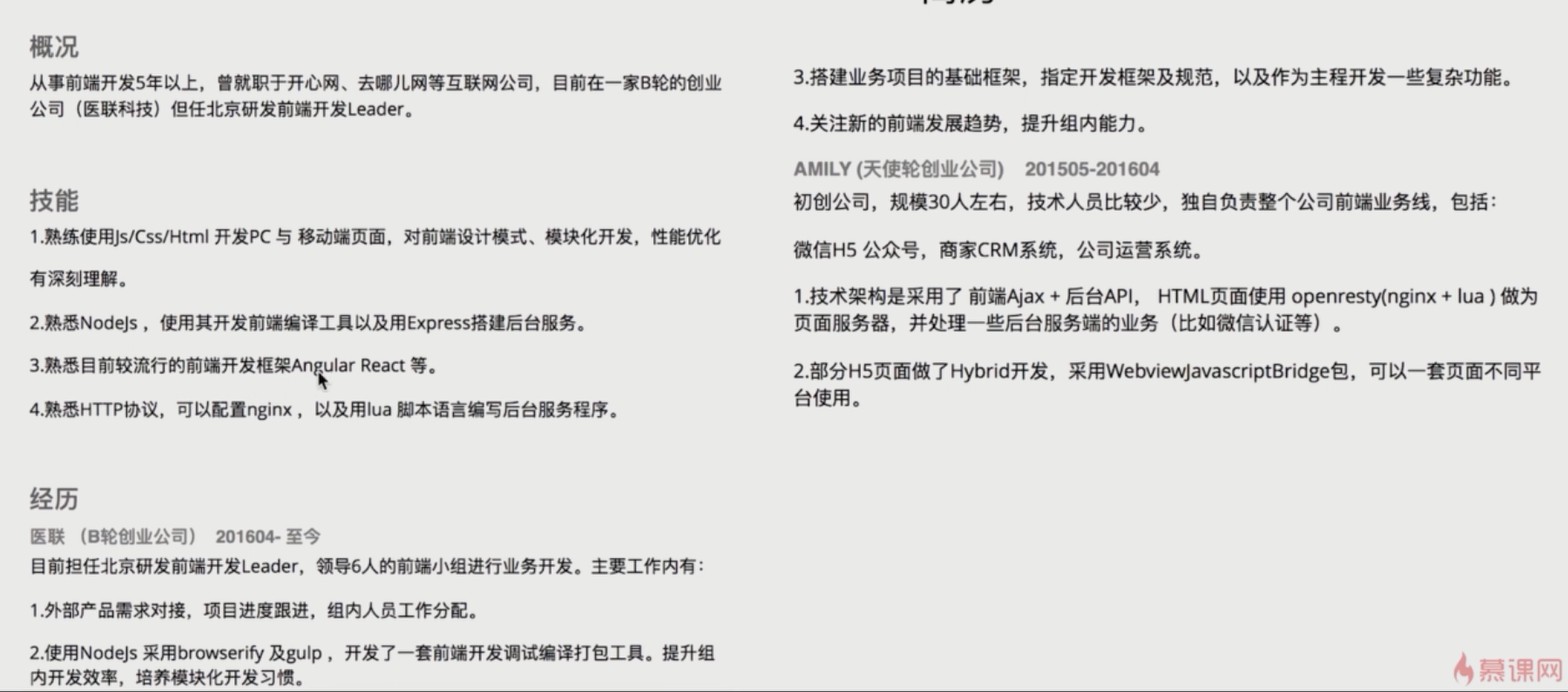 概况
从事前端开发5年以上，曾就职于开心网、去哪儿网等互联网公司，目前在一家B轮的创业
公司（医联科技）但任北京研发前端开发Leader。
技能
1.熟练使用Js/Css/Html 开发PC 与 移动端页面，对前端设计模式、模块化开发，性能优化
有深刻理解。
2.熟悉NodeJs ，使用其开发前端编译工具以及用Express搭建后台服务。
3.熟悉目前较流行的前端开发框架Angular React 等。
4.熟悉HTTP协议，可以配置nginx ，以及用lua 脚本语言编写后台服务程序。
经历
医联 （B轮创业公司） 201604- 至今
目前担任北京研发前端开发Leader，领导6人的前端小组进行业务开发。主要工作内有：
1.外部产品需求对接，项目进度跟进，组内人员工作分配。
2.使用NodeJs 采用browserify 及gulp ，开发了一套前端开发调试编译打包工具。提升组
内开发效率，培养模块化开发习惯。
3.搭建业务项目的基础框架，指定开发框架及规范，以及作为主程开发一些复杂功能。
4.关注新的前端发展趋势，提升组内能力。
AMILY (天使轮创业公司) 201505-201604
初创公司，规模30人左右，技术人员比较少，独自负责整个公司前端业务线，包括：
微信H5 公众号，商家CRM系统，公司运营系统。
1.技术架构是采用了 前端Ajax + 后台API， HTML页面使用 openresty(nginx + lua ) 做为
页面服务器，并处理一些后台服务端的业务（比如微信认证等）。
2.部分H5页面做了Hybrid开发，采用WebviewJavascriptBridge包，可以一套页面不同平
台使用。
慕课网